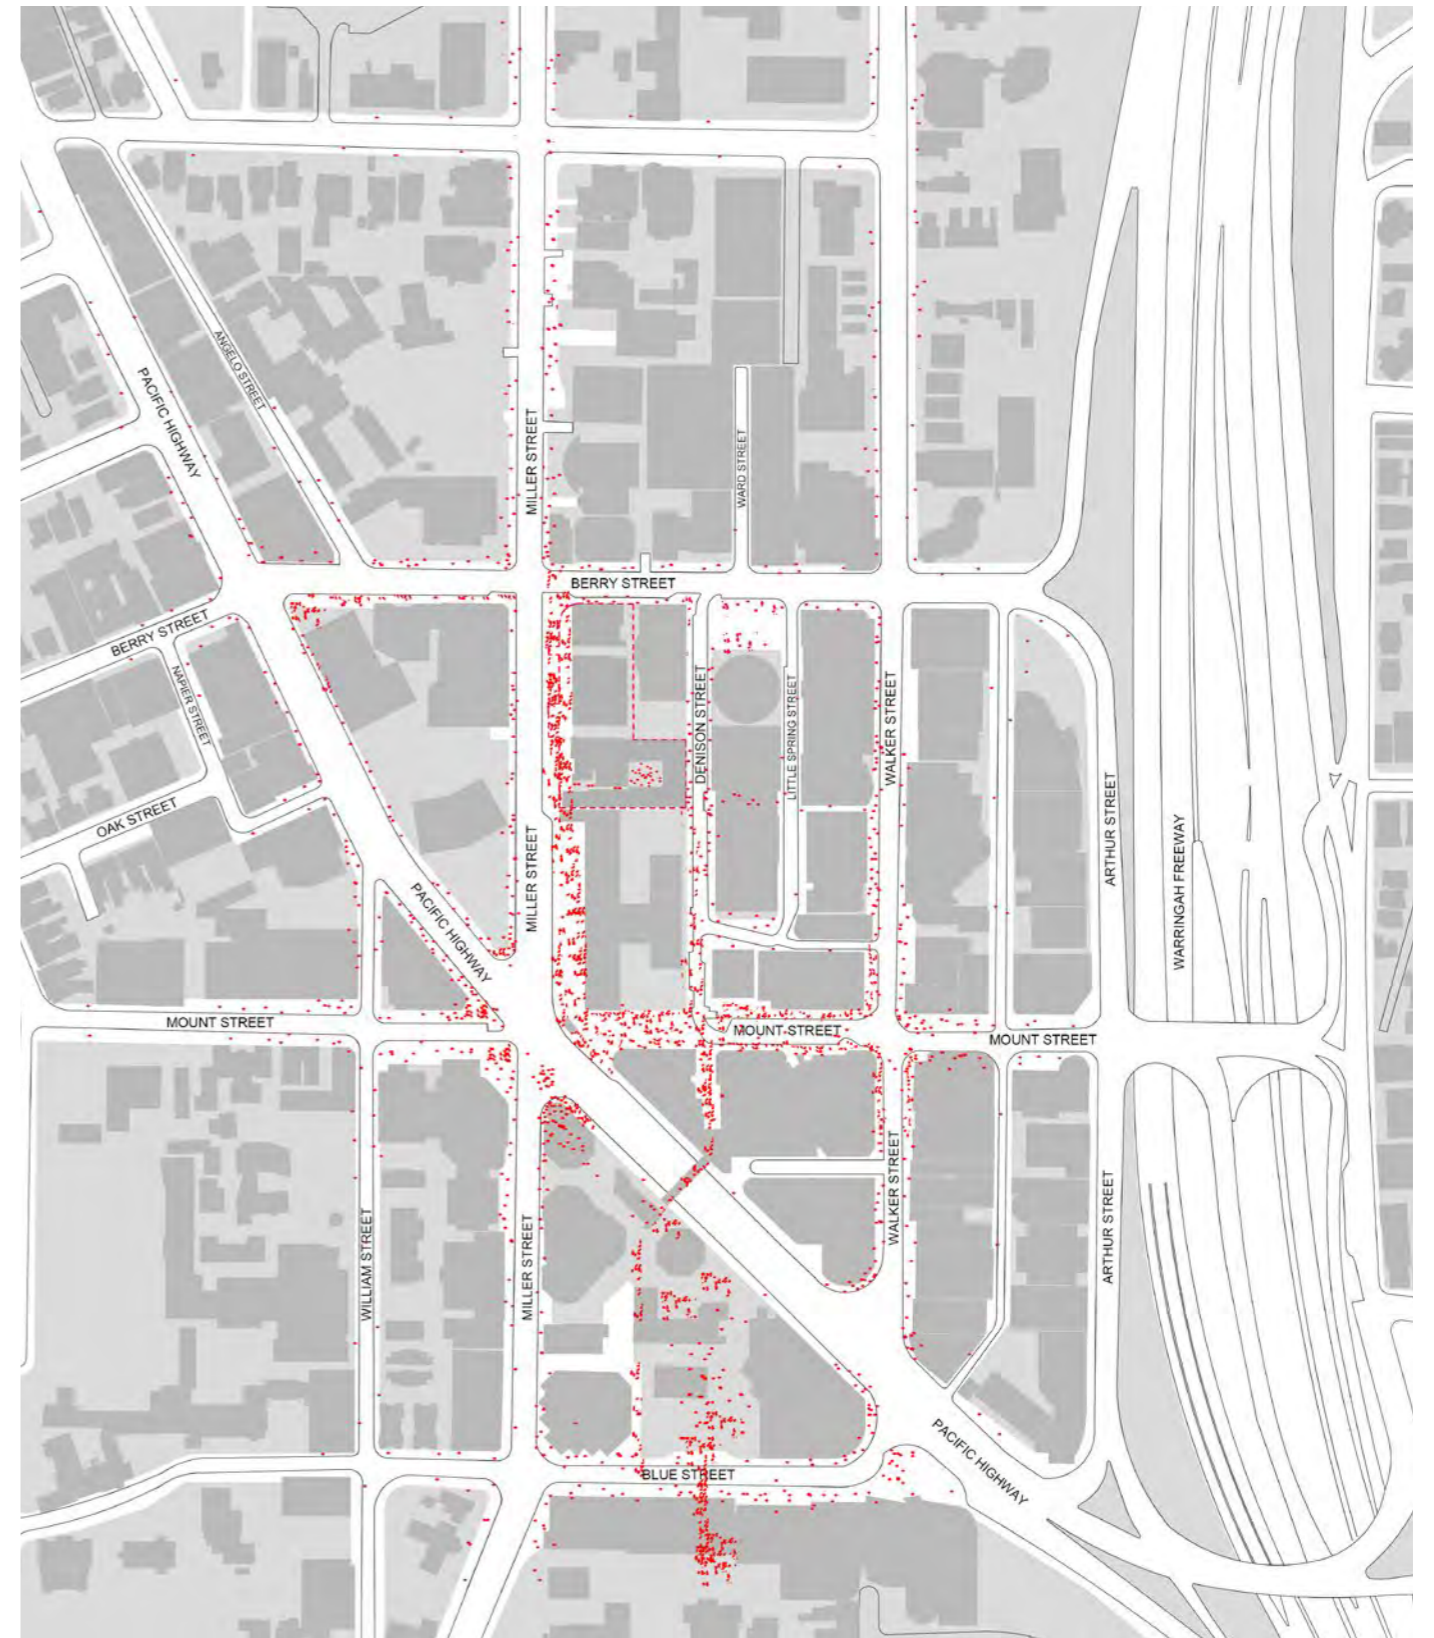 ANGELO STREET
PACIFIC HIGHWAY
MILLER STREET
WARD STREET
BERRY STREET
BERRY STREET
NAPIER STREET
DENISON STREET
LITTLE SPRING STREET
WALKER STREET
OAK STREET
ARTHUR STREET
WARRINGAH FREEWAY
MILLER STREET
PACIFIC HIGHWAY
MOUNT STREET
MOUNT STREET
MOUNT STREET
WALKER STREET
ARTHUR STREET
WILLIAM STREET
MILLER STREET
PACIFIC HIGHWAY
BLUE STREET